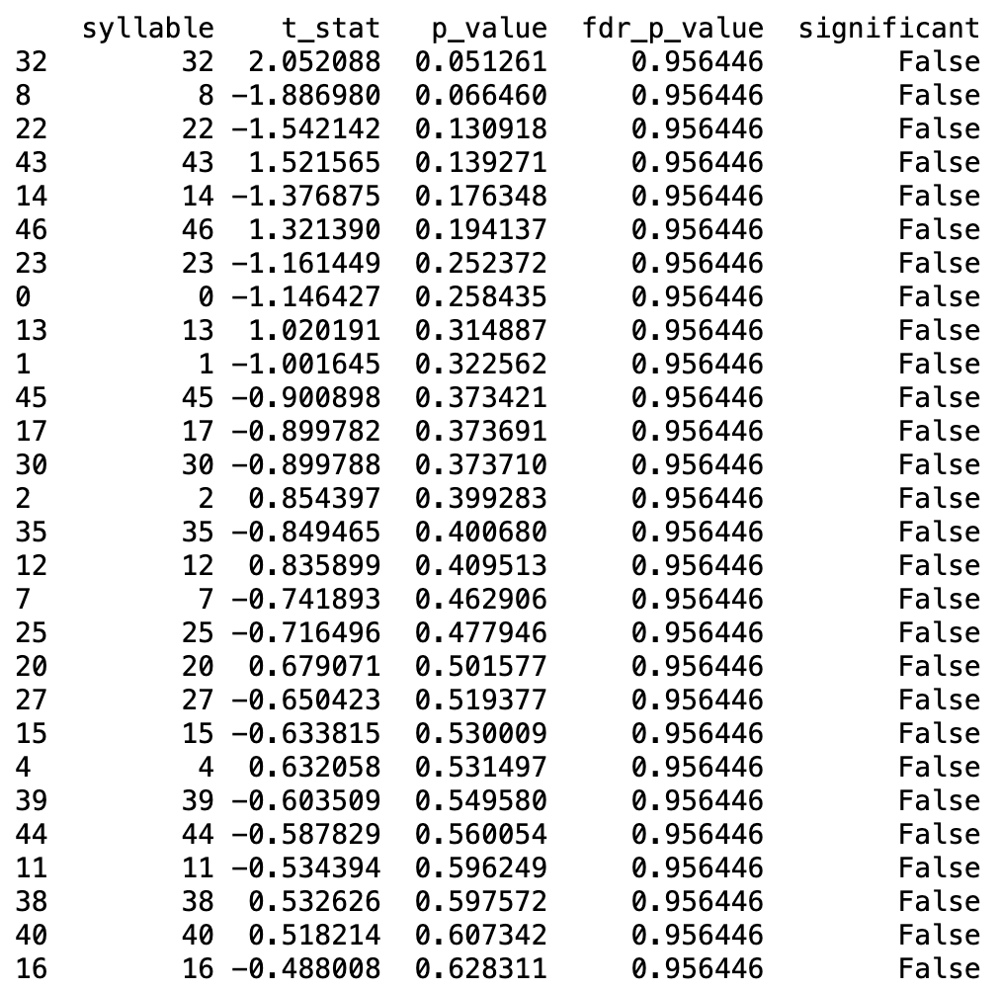 syllable t_stat p_value fdr_p_value significant
32 32 2.052088 0.051261 0.956446 False
8 8 -1.886980 0.066460 0.956446 False
22 22 -1.542142 0.130918 0.956446 False
43 43 1.521565 0.139271 0.956446 False
14 14 -1.376875 0.176348 0.956446 False
46 46 1.321390 0.194137 0.956446 False
23 23 -1.161449 0.252372 0.956446 False
0 0 -1.146427 0.258435 0.956446 False
13 13 1.020191 0.314887 0.956446 False
1 1 -1.001645 0.322562 0.956446 False
45 45 -0.900898 0.373421 0.956446 False
17 17 -0.899782 0.373691 0.956446 False
30 30 -0.899788 0.373710 0.956446 False
2 2 0.854397 0.399283 0.956446 False
35 35 -0.849465 0.400680 0.956446 False
12 12 0.835899 0.409513 0.956446 False
7 7 -0.741893 0.462906 0.956446 False
25 25 -0.716496 0.477946 0.956446 False
20 20 0.679071 0.501577 0.956446 False
27 27 -0.650423 0.519377 0.956446 False
15 15 -0.633815 0.530009 0.956446 False
4 4 0.632058 0.531497 0.956446 False
39 39 -0.603509 0.549580 0.956446 False
44 44 -0.587829 0.560054 0.956446 False
11 11 -0.534394 0.596249 0.956446 False
38 38 0.532626 0.597572 0.956446 False
40 40 0.518214 0.607342 0.956446 False
16 16 -0.488008 0.628311 0.956446 False